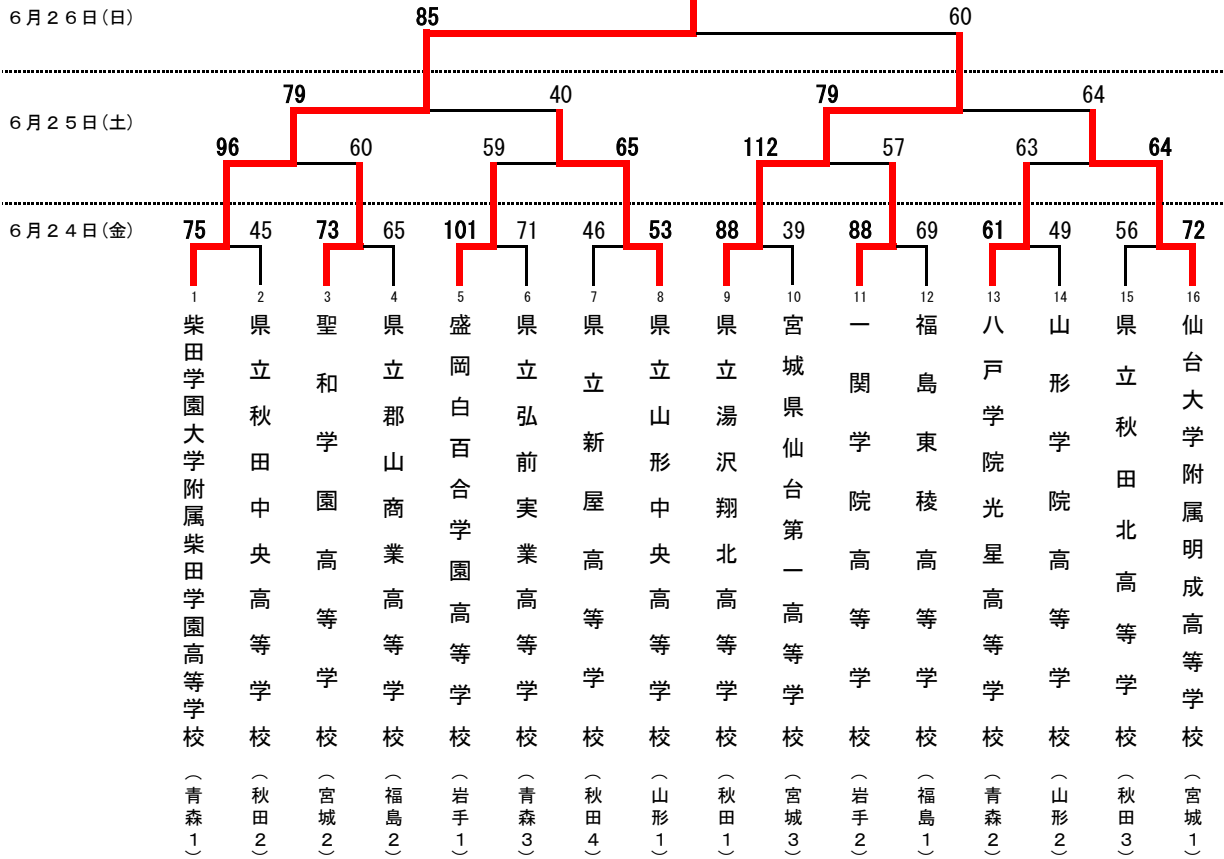 6月26日(日)
85
60
79
40
79
64
6月25日(土)
96
60
59
65
112
57
63
64
6月24日(金)
75
45
73
65
101
71
46
53
88
39
88
69
61
49
56
72
1
2
3
4
5
6
7
8
9
10
11
12
13
14
15
16
柴田学園大学附属柴田学園高等学校
県立秋田中央高等学校
聖和学園高等学校
県立郡山商業高等学校
盛岡白百合学園高等学校
県立弘前実業高等学校
県立新屋高等学校
県立山形中央高等学校
県立湯沢翔北高等学校
宮城県仙台第一高等学校
一関学院高等学校
福島東稜高等学校
八戸学院光星高等学校
山形学院高等学校
県立秋田北高等学校
仙台大学附属明成高等学校
(青森1)
(秋田2)
(宮城2)
(福島2)
(岩手1)
(青森3)
(秋田4)
(山形1)
(秋田1)
(宮城3)
(岩手2)
(福島1)
(青森2)
(山形2)
(秋田3)
(宮城1)